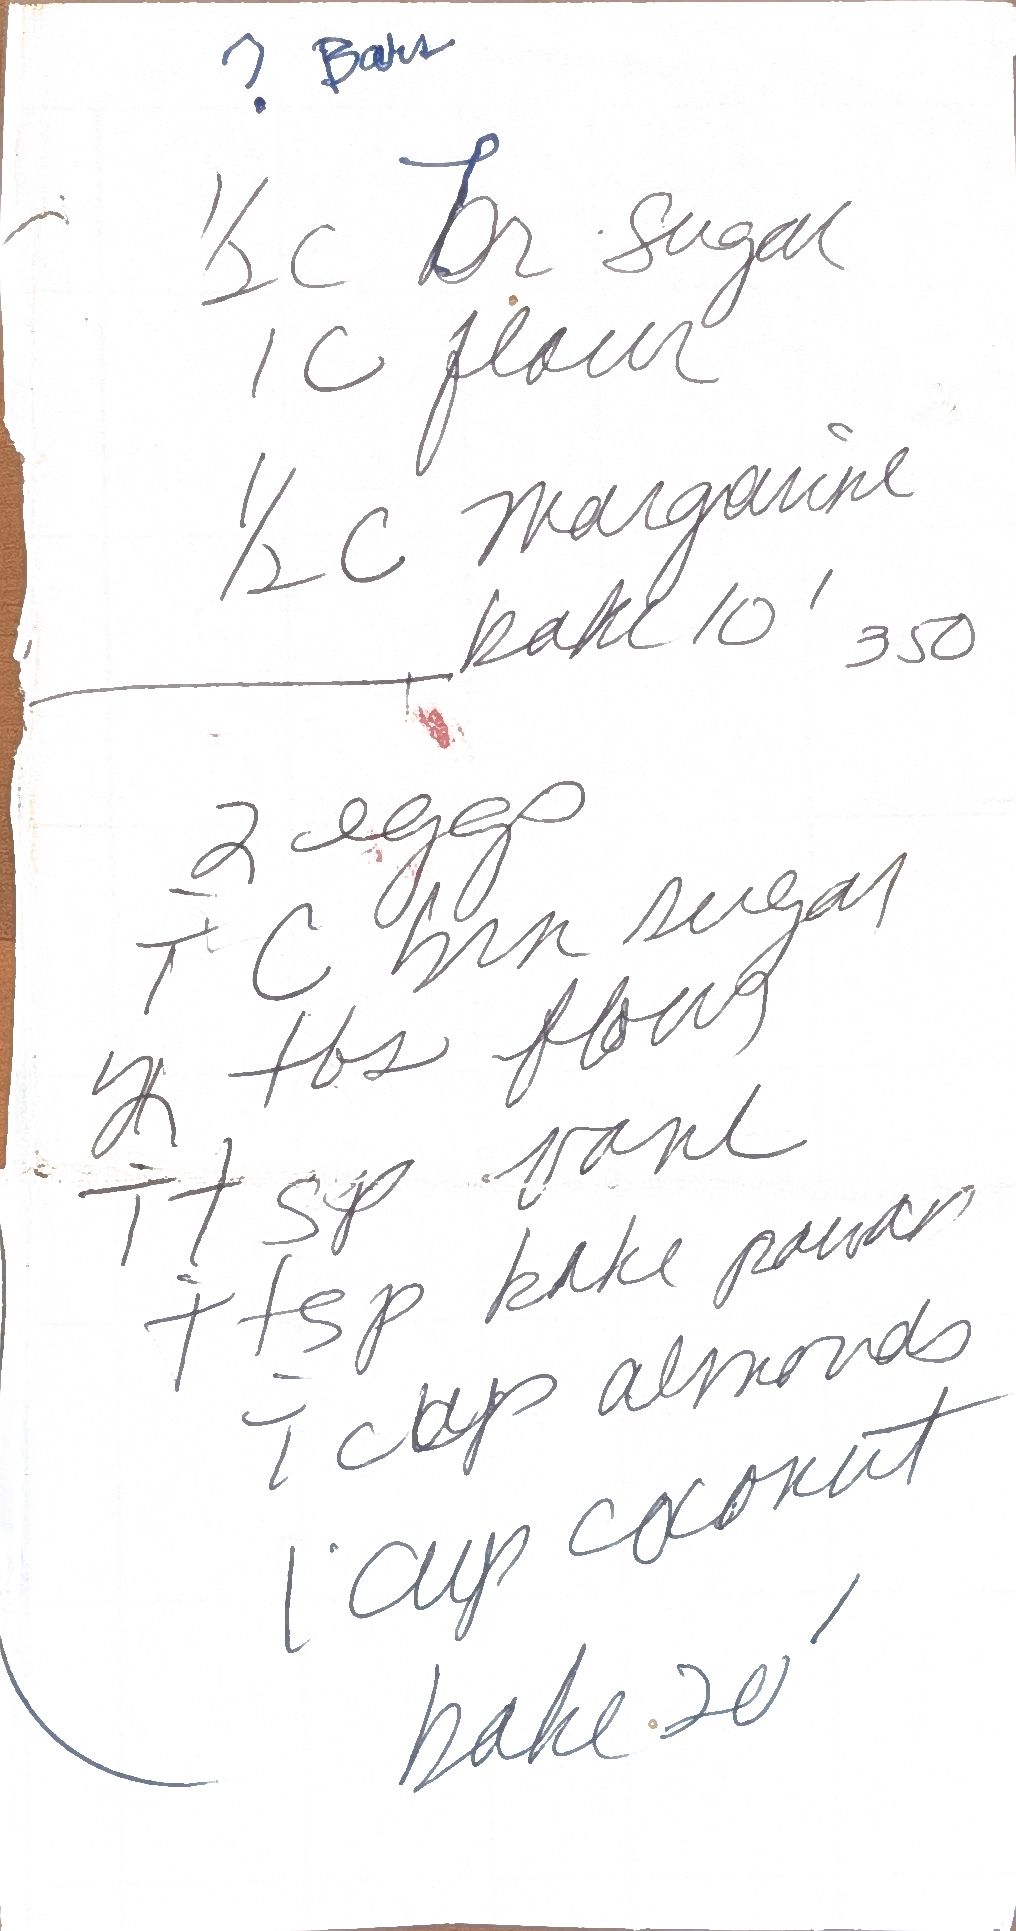 ? Bars
1/2 C br sugar
1 C flour
1/2 C margarine
bake 10' 350
2 eggs
1 C brn sugar
2 tbs flour
1 tsp vanl
1 tsp bake powdr
1 cup almonds
1 cup coconut
bake 20'